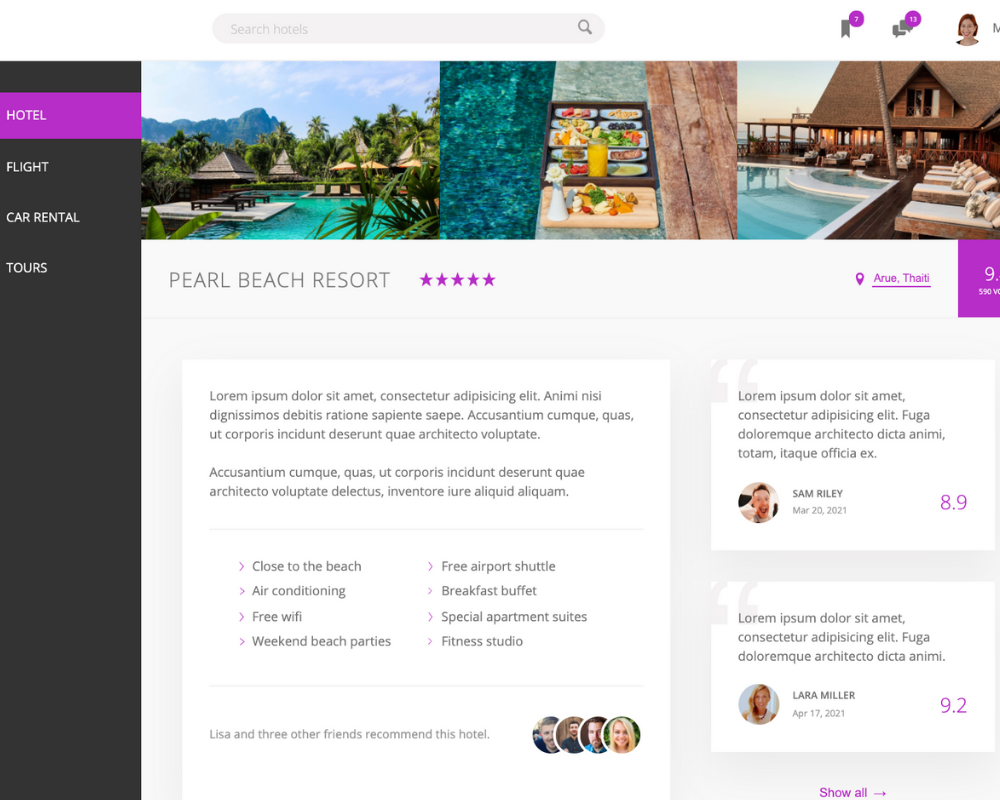 Search hotels
7
13
M
HOTEL
FLIGHT
CAR RENTAL
TOURS
PEARL BEACH RESORT
Arue, Thaiti
9.
590 VO
Lorem ipsum dolor sit amet, consectetur adipisicing elit. Animi nisi
dignissimos debitis ratione sapiente saepe. Accusantium cumque, quas,
ut corporis incidunt deserunt quae architecto voluptate.
Accusantium cumque, quas, ut corporis incidunt deserunt quae
architecto voluptate delectus, inventore iure aliquid aliquam.
Close to the beach
Free airport shuttle
Air conditioning
Breakfast buffet
Free wifi
Special apartment suites
Weekend beach parties
Fitness studio
Lisa and three other friends recommend this hotel.
“
Lorem ipsum dolor sit amet,
consectetur adipisicing elit. Fuga
doloremque architecto dicta animi,
totam, itaque officia ex.
SAM RILEY
Mar 20, 2021
8.9
“
Lorem ipsum dolor sit amet,
consectetur adipisicing elit. Fuga
doloremque architecto dicta animi.
LARA MILLER
Apr 17, 2021
9.2
Show all →